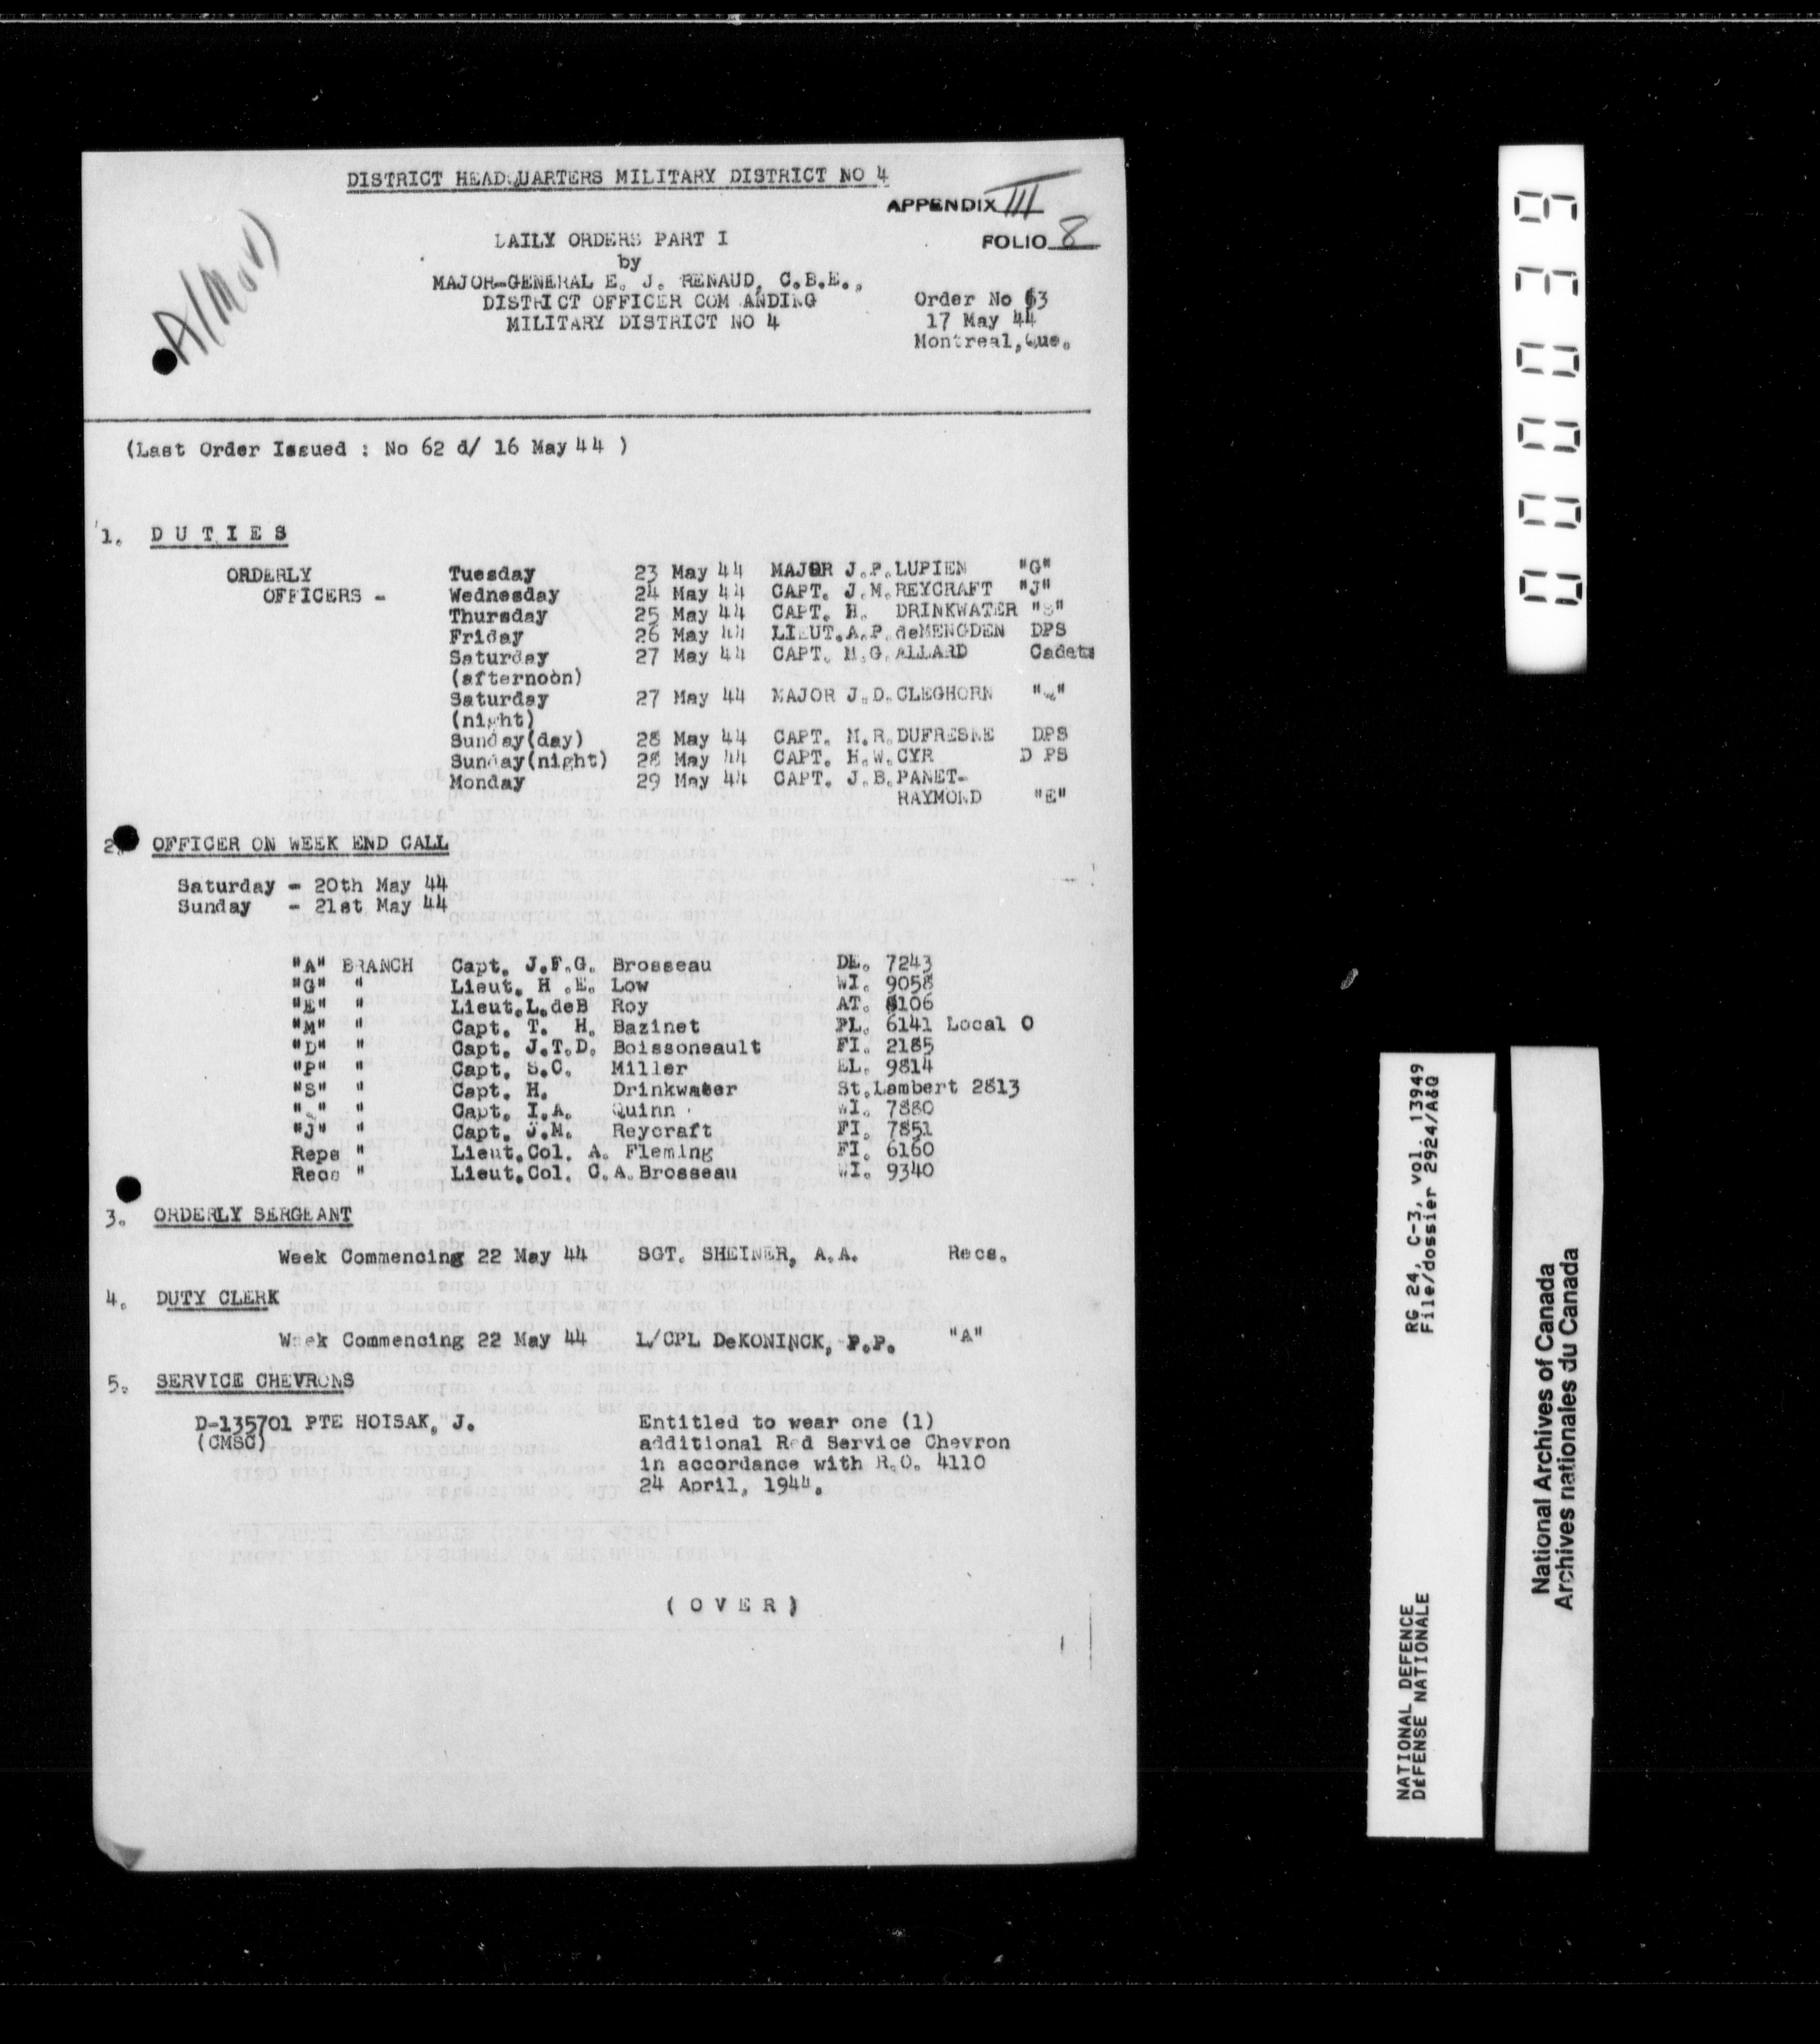 DISTRICT HEADQUARTERS MILITARY DISTRICT NO 4
APPENDIX III
FOLIO 8
DAILY ORDERS PART I
by
MAJOR-GENERAL E. J. RENAUD, C.B.E.,
DISTRICT OFFICER COM ANDING
MILITARY DISTRICT NO 4
Order No 63
17 May 44
Montreal, Que.
(Last Order Issued : No 62 d/ 16 May 44 )
1. D U T I E S
ORDERLY OFFICERS -
Tuesday 23 May 44 MAJOR J.P. LUPIEN "G"
Wednesday 24 May 44 CAPT. J.M. REYCRAFT "J"
Thursday 25 May 44 CAPT. H. DRINKWATER "S"
Friday 26 May 44 LIEUT. A.P. deMENGDEN DPS
Saturday 27 May 44 CAPT. M.G. ALLARD Cadets
(afternoon)
Saturday 27 May 44 MAJOR J.D. CLEGHORN "Q"
(night)
Sunday(day) 28 May 44 CAPT. M.R. DUFRESNE DPS
Sunday(night) 28 May 44 CAPT. H.W. CYR D PS
Monday 29 May 44 CAPT. J.B. PANET-
RAYMOND "E"
2. OFFICER ON WEEK END CALL
Saturday - 20th May 44
Sunday - 21st May 44
"A" BRANCH Capt. J.F.G. Brosseau DE. 7243
"G" " Lieut. H .E. Low WI. 9058
"E" " Lieut. L.deB Roy AT. 8106
"M" " Capt. T. H. Bazinet PL. 6141 Local O
"D" " Capt. J.T.D. Boissoneault FI. 2185
"P" " Capt. S.C. Miller EL. 9814
"S" " Capt. H. Drinkwater St.Lambert 2813
" " Capt. I.A. Quinn WI. 7880
"J" " Capt. J.M. Reycraft FI. 7851
Reps " Lieut.Col. A. Fleming FI. 6160
Recs " Lieut.Col. C.A. Brosseau WI. 9340
3. ORDERLY SERGEANT
Week Commencing 22 May 44 SGT. SHEINER, A.A. Recs.
4. DUTY CLERK
Week Commencing 22 May 44 L/CPL DeKONINCK, P.P. "A"
5. SERVICE CHEVRONS
D-135701 PTE HOISAK, J. Entitled to wear one (1)
(CMSC) additional Red Service Chevron
in accordance with R.O. 4110
24 April, 1944.
( O V E R )
000039
RG 24, C-3, vol. 13949
File/dossier 2924/A&Q
NATIONAL DEFENCE
DÉFENSE NATIONALE
National Archives of Canada
Archives nationales du Canada